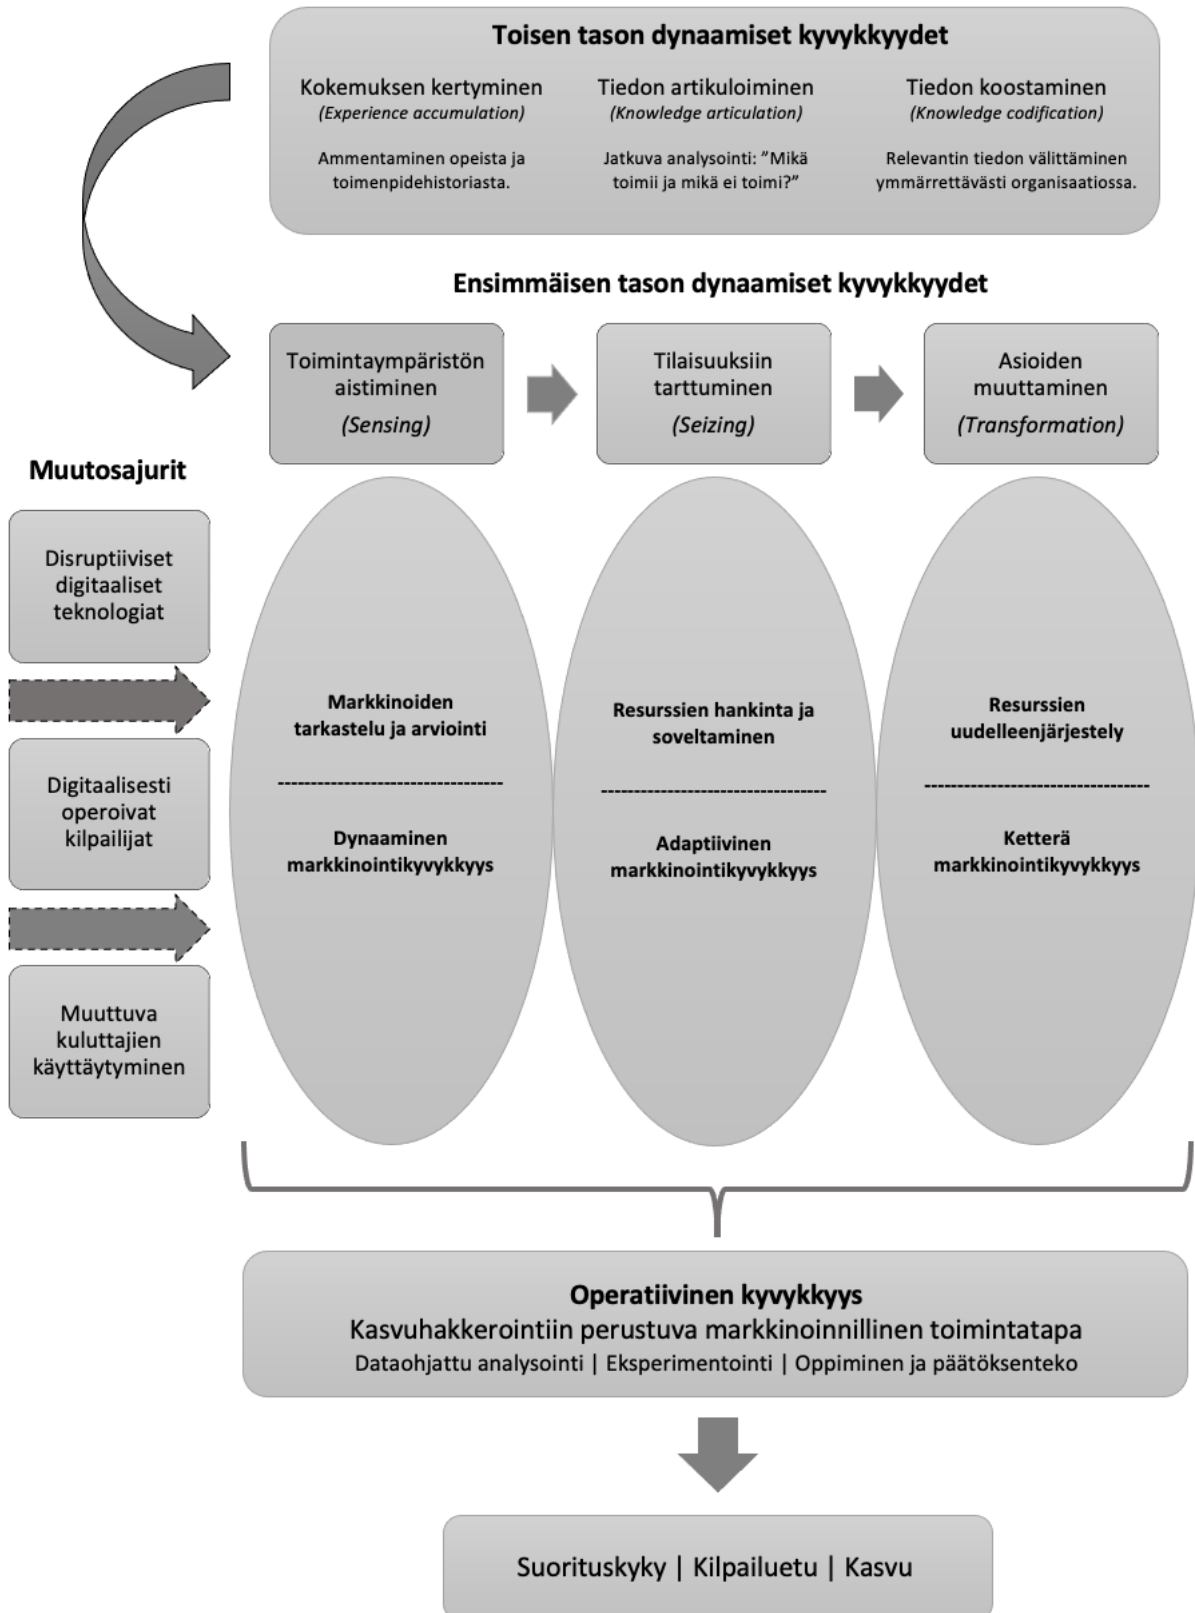 Toisen tason dynaamiset kyvykkyydet
Kokemuksen kertyminen
(Experience accumulation)
Ammentaminen opeista ja
toimenpidehistoriasta.
Tiedon artikuloiminen
(Knowledge articulation)
Jatkuva analysointi: ”Mikä
toimii ja mikä ei toimi?”
Tiedon koostaminen
(Knowledge codification)
Relevantin tiedon välittäminen
ymmärrettävästi organisaatiossa.
Ensimmäisen tason dynaamiset kyvykkyydet
Toimintaympäristön
aistiminen
(Sensing)
Tilaisuuksiin
tarttuminen
(Seizing)
Asioiden
muuttaminen
(Transformation)
Muutosajurit
Disruptiiviset
digitaaliset
teknologiat
Digitaalisesti
operoivat
kilpailijat
Muuttuva
kuluttajien
käyttäytyminen
Markkinoiden
tarkastelu ja arviointi
----------------------------------
Dynaaminen
markkinointikyvykkyys
Resurssien hankinta ja
soveltaminen
----------------------------------
Adaptiivinen
markkinointikyvykkyys
Resurssien
uudelleenjärjestely
----------------------------------
Ketterä
markkinointikyvykkyys
Operatiivinen kyvykkyys
Kasvuhakkerointiin perustuva markkinoinnillinen toimintatapa
Dataohjattu analysointi | Eksperimentointi | Oppiminen ja päätöksenteko
Suorituskyky | Kilpailuetu | Kasvu